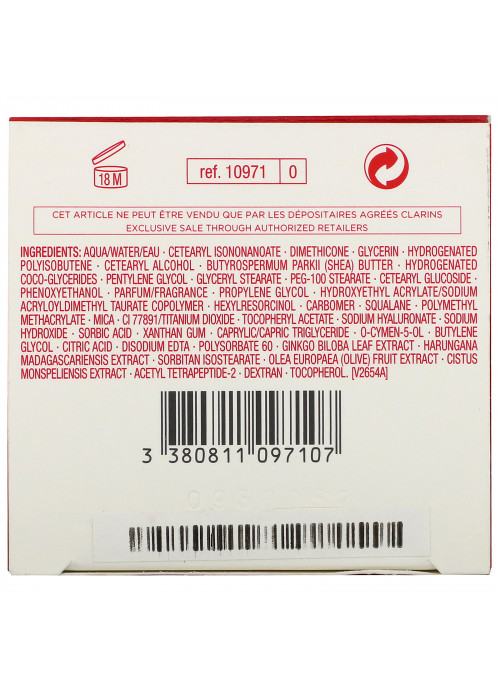 18 M
ref. 10971 0
CET ARTICLE NE PEUT ÊTRE VENDU QUE PAR LES DÉPOSITAIRES AGRÉÉS CLARINS
EXCLUSIVE SALE THROUGH AUTHORIZED RETAILERS
INGREDIENTS: AQUA/WATER/EAU · CETEARYL ISONONANOATE · DIMETHICONE · GLYCERIN · HYDROGENATED
POLYISOBUTENE · CETEARYL ALCOHOL · BUTYROSPERMUM PARKII (SHEA) BUTTER · HYDROGENATED
COCO-GLYCERIDES · PENTYLENE GLYCOL · GLYCERYL STEARATE · PEG-100 STEARATE · CETEARYL GLUCOSIDE ·
PHENOXYETHANOL · PARFUM/FRAGRANCE · PROPYLENE GLYCOL · HYDROXYETHYL ACRYLATE/SODIUM
ACRYLOYLDIMETHYL TAURATE COPOLYMER · HEXYLRESORCINOL · CARBOMER · SQUALANE · POLYMETHYL
METHACRYLATE · MICA · CI 77891/TITANIUM DIOXIDE · TOCOPHERYL ACETATE · SODIUM HYALURONATE · SODIUM
HYDROXIDE · SORBIC ACID · XANTHAN GUM · CAPRYLIC/CAPRIC TRIGLYCERIDE · O-CYMEN-5-OL · BUTYLENE
GLYCOL · CITRIC ACID · DISODIUM EDTA · POLYSORBATE 60 · GINKGO BILOBA LEAF EXTRACT · HARUNGANA
MADAGASCARIENSIS EXTRACT · SORBITAN ISOSTEARATE · OLEA EUROPAEA (OLIVE) FRUIT EXTRACT · CISTUS
MONSPELIENSIS EXTRACT · ACETYL TETRAPEPTIDE-2 · DEXTRAN · TOCOPHEROL. [V2654A]
3 380811 097107